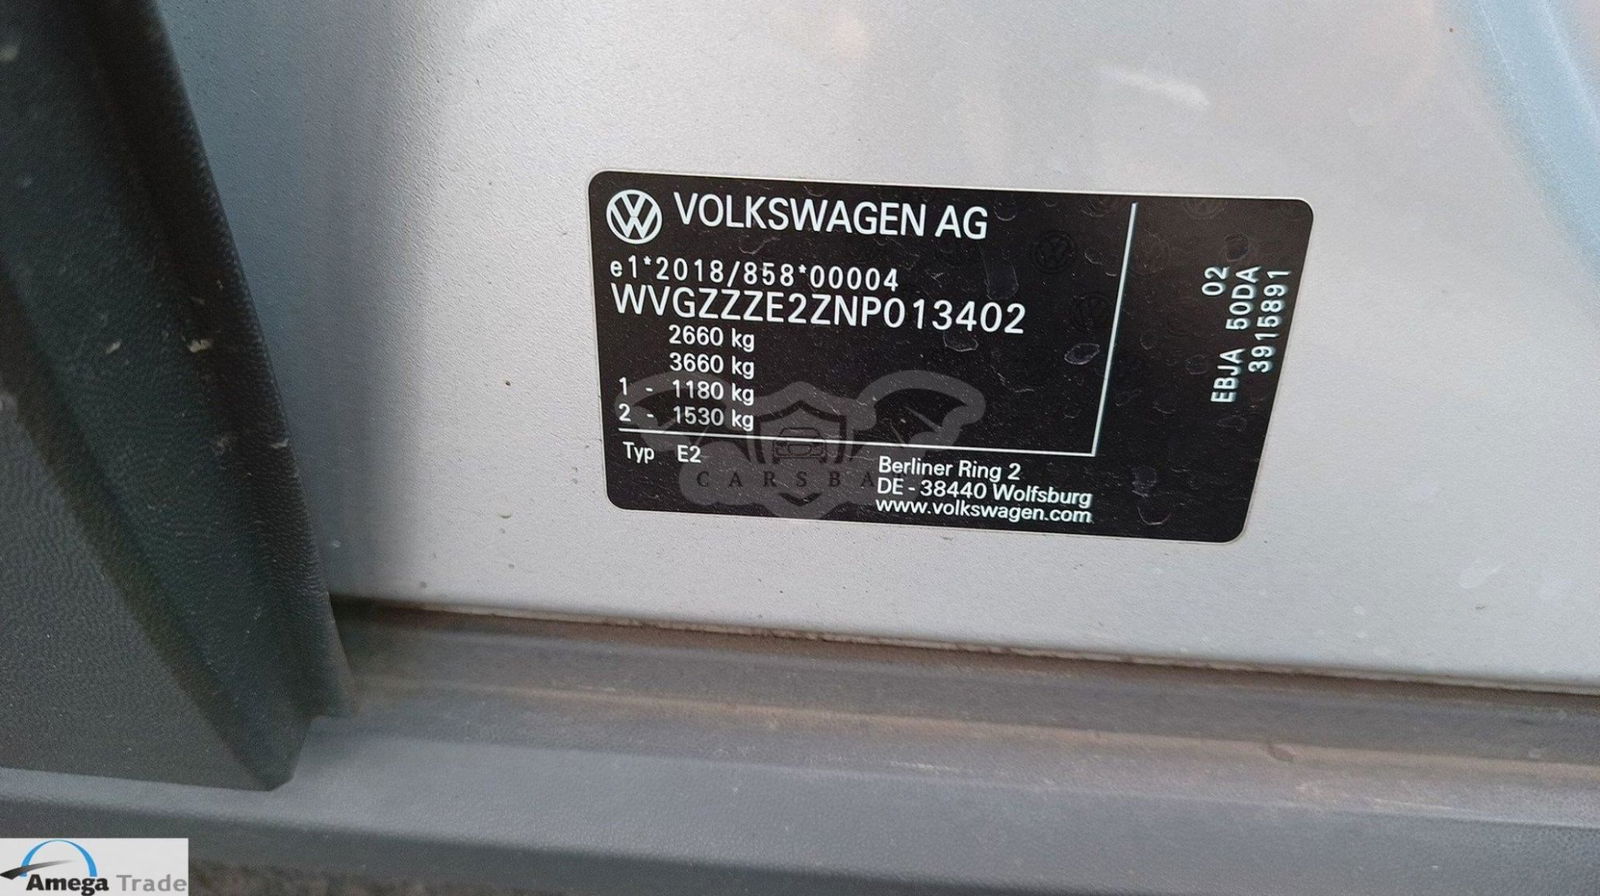 VOLKSWAGEN AG
e1*2018/858*00004
WVGZZZE2ZNP013402
2660 kg
3660 kg
1 - 1180 kg
2 - 1530 kg
Typ E2
Berliner Ring 2
DE - 38440 Wolfsburg
www.volkswagen.com
02
EBJA 50DA
3915891
CARSBA
Amega Trade